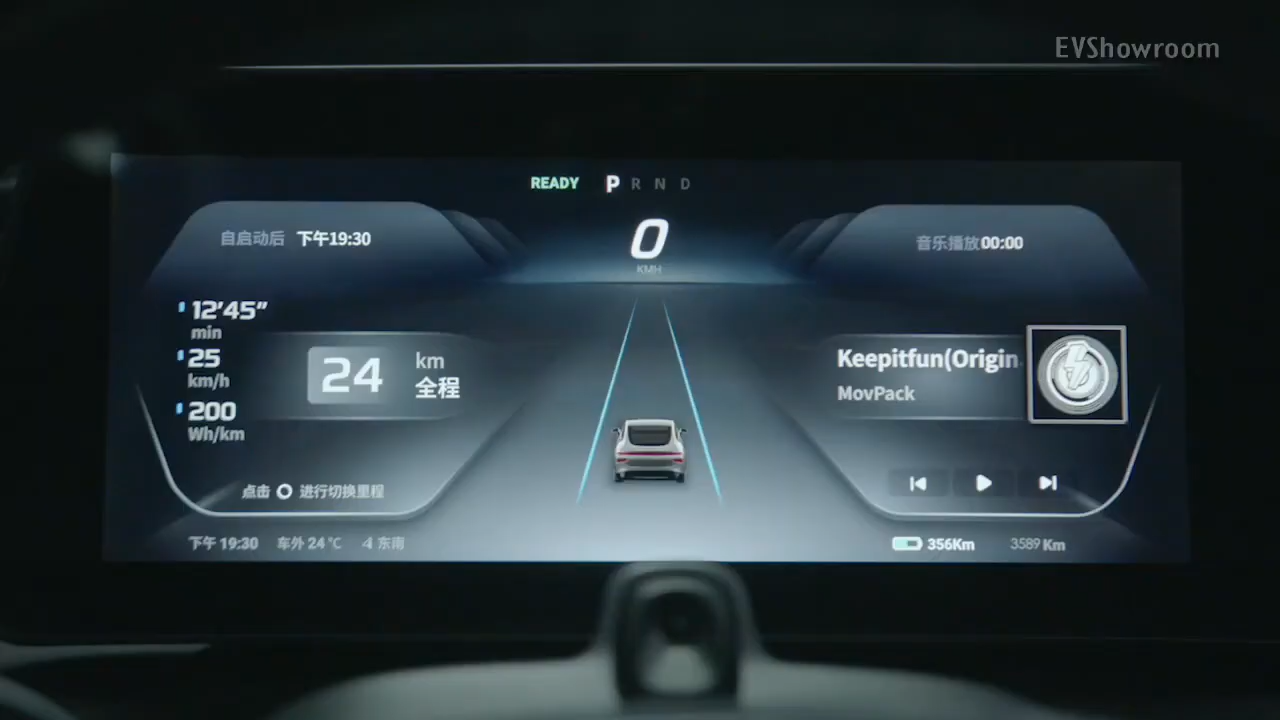 EVShowroom
READY P R N D
0
KMH
自启动后 下午19:30
12'45"
min
25
km/h
200
Wh/km
24 km
全程
点击 进行切换里程
音乐播放00:00
Keepitfun(Origin
MovPack
下午 19:30 车外 24℃ 东南
356Km 3589 Km